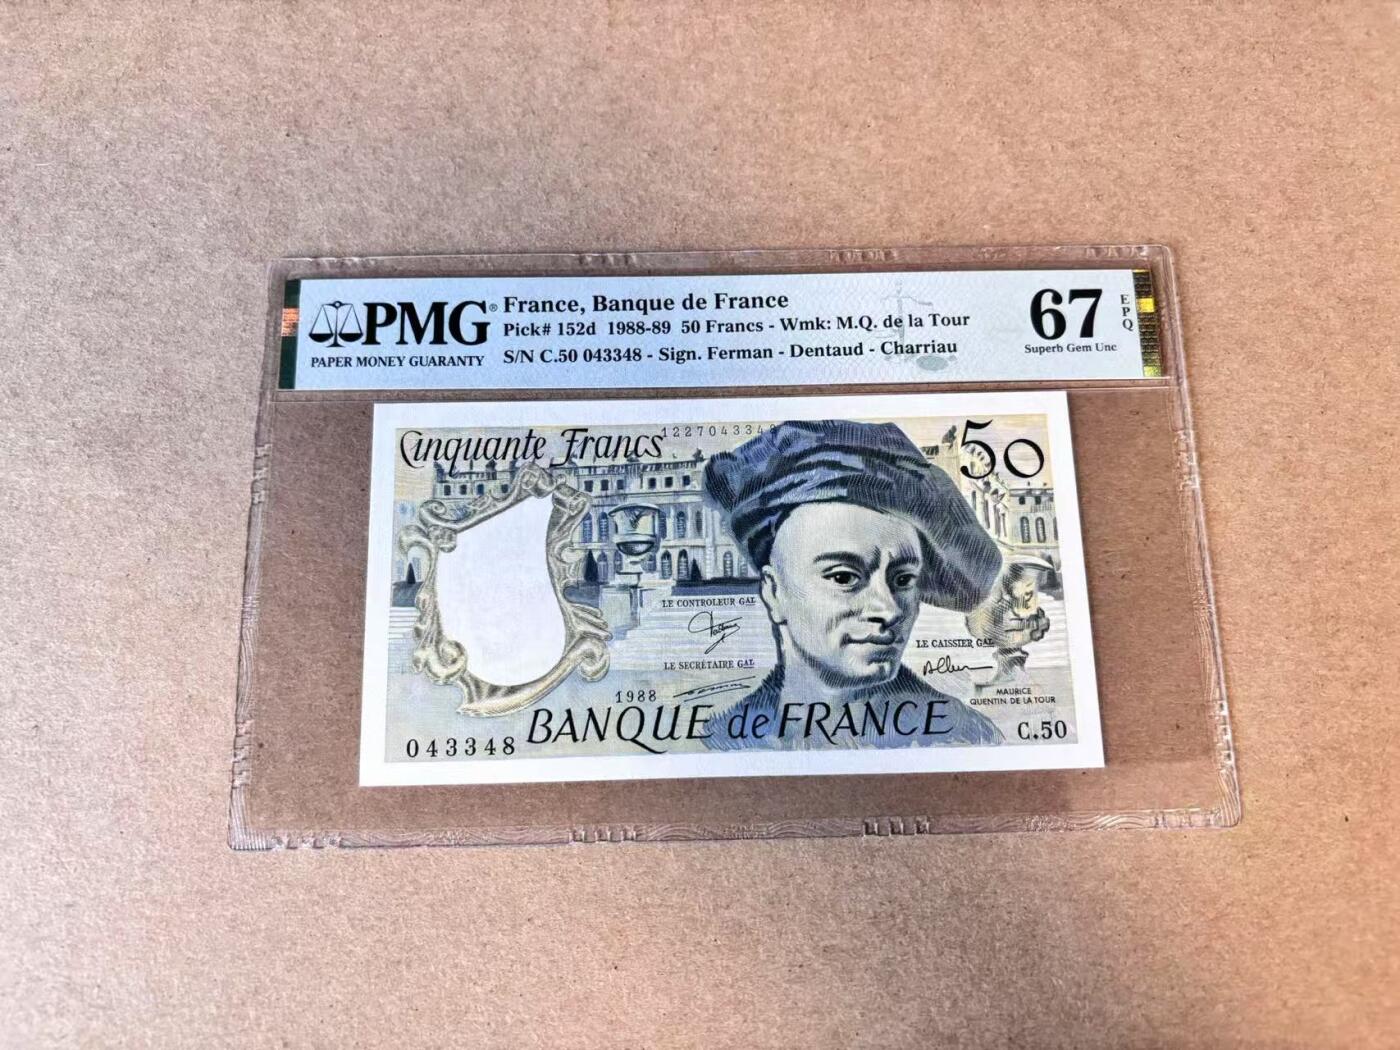 PMG®
PAPER MONEY GUARANTY
France, Banque de France
Pick# 152d 1988-89 50 Francs - Wmk: M.Q. de la Tour
S/N C.50 043348 - Sign. Ferman - Dentaud - Charriau
67
EPQ
Superb Gem Unc
Cinquante Francs
1227043348
50
LE CONTROLEUR GAL
LE SECRÉTAIRE GAL
LE CAISSIER GAL
MAURICE
QUENTIN DE LA TOUR
1988
BANQUE de FRANCE
043348
C.50